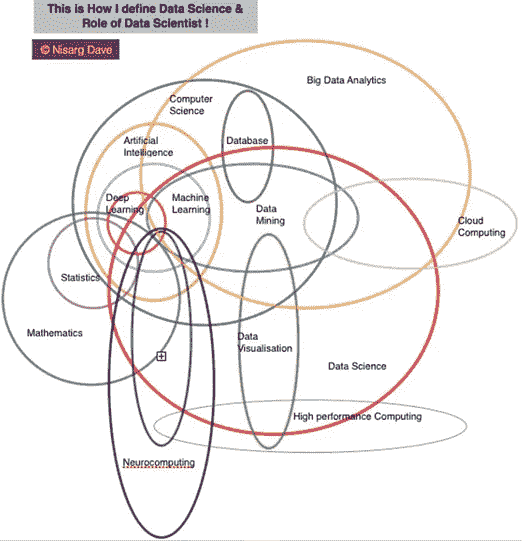 This is How I define Data Science &
Role of Data Scientist !
© Nisarg Dave
Big Data Analytics
Computer
Science
Artificial
Intelligence
Database
Deep
Learning
Machine
Learning
Data
Mining
Cloud
Computing
Statistics
Mathematics
Data
Visualisation
Data Science
High performance Computing
Neurocomputing